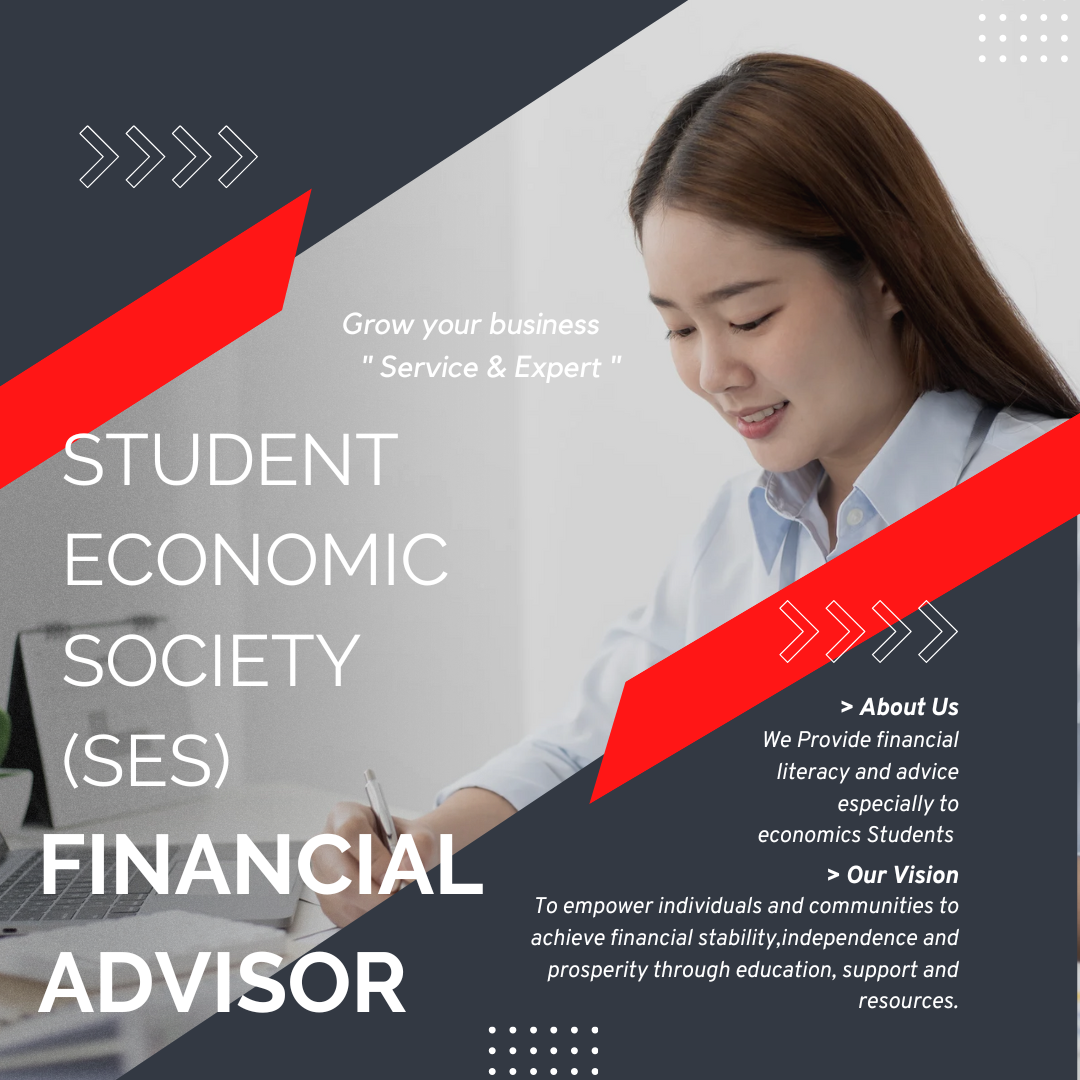 Grow your business
" Service & Expert "
STUDENT
ECONOMIC
SOCIETY
(SES)
FINANCIAL
ADVISOR
> About Us
We Provide financial
literacy and advice
especially to
economics Students
> Our Vision
To empower individuals and communities to
achieve financial stability,independence and
prosperity through education, support and
resources.